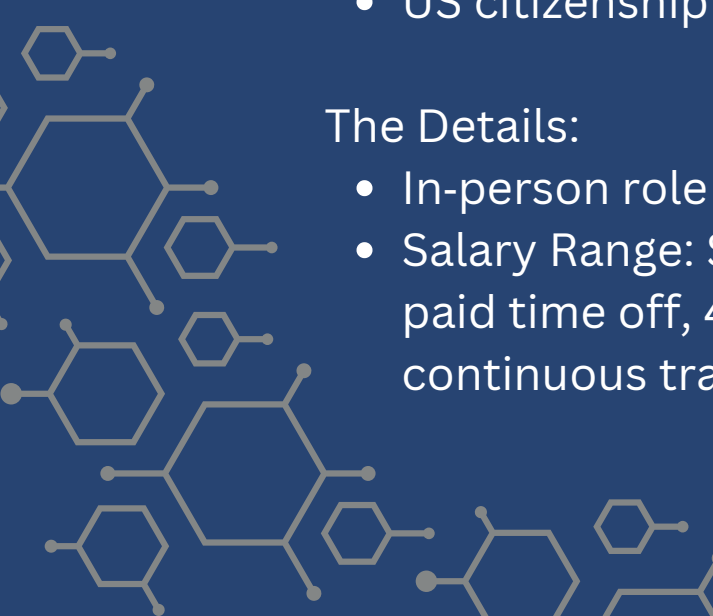 • US citizenship
The Details:
• In-person role
• Salary Range:
paid time off,
continuous